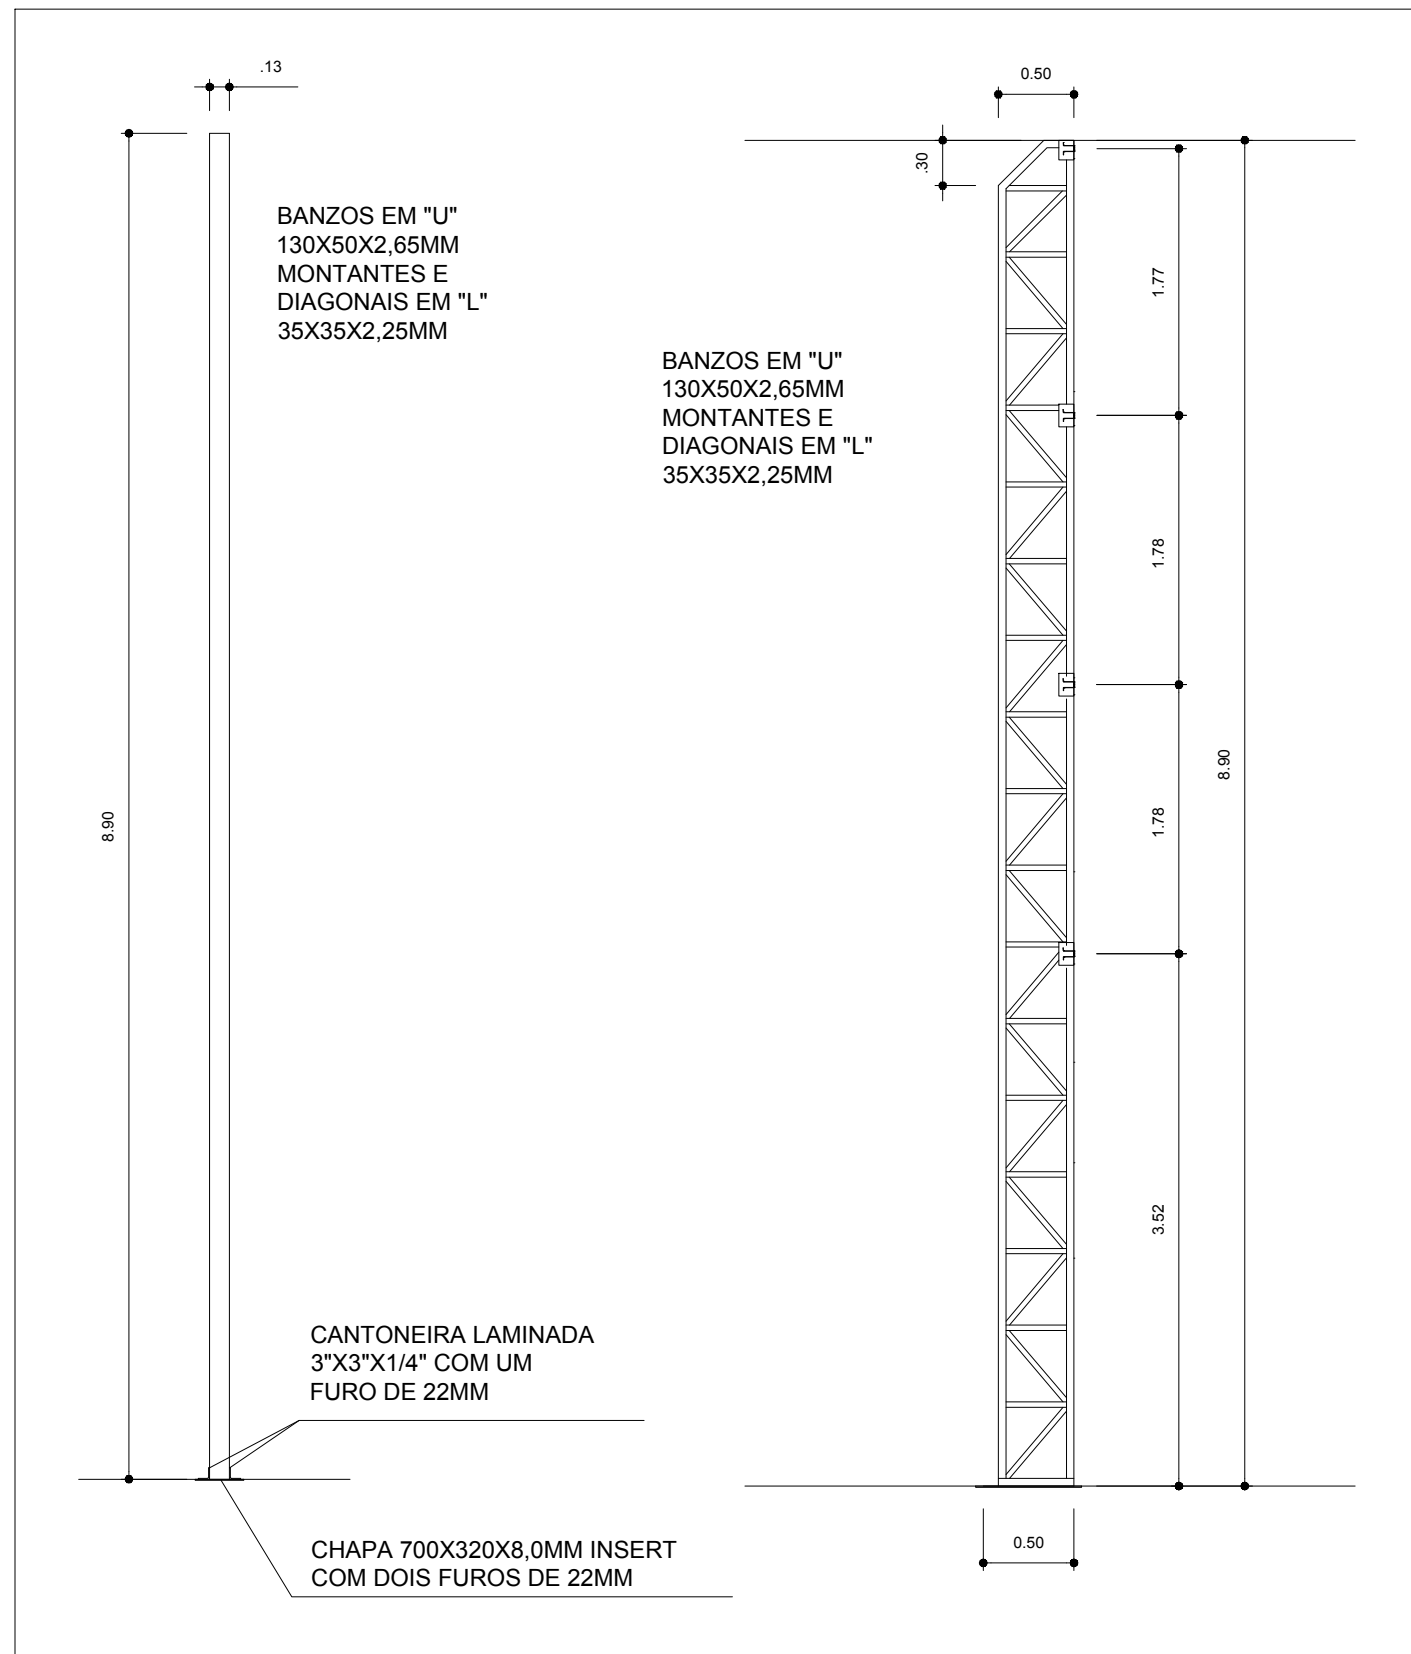 .13
0.50
.30
BANZOS EM "U"
130X50X2,65MM
MONTANTES E
DIAGONAIS EM "L"
35X35X2,25MM
1.77
BANZOS EM "U"
130X50X2,65MM
MONTANTES E
DIAGONAIS EM "L"
35X35X2,25MM
1.78
8.90
8.90
1.78
3.52
CANTONEIRA LAMINADA
3"X3"X1/4" COM UM
FURO DE 22MM
0.50
CHAPA 700X320X8,0MM INSERT
COM DOIS FUROS DE 22MM